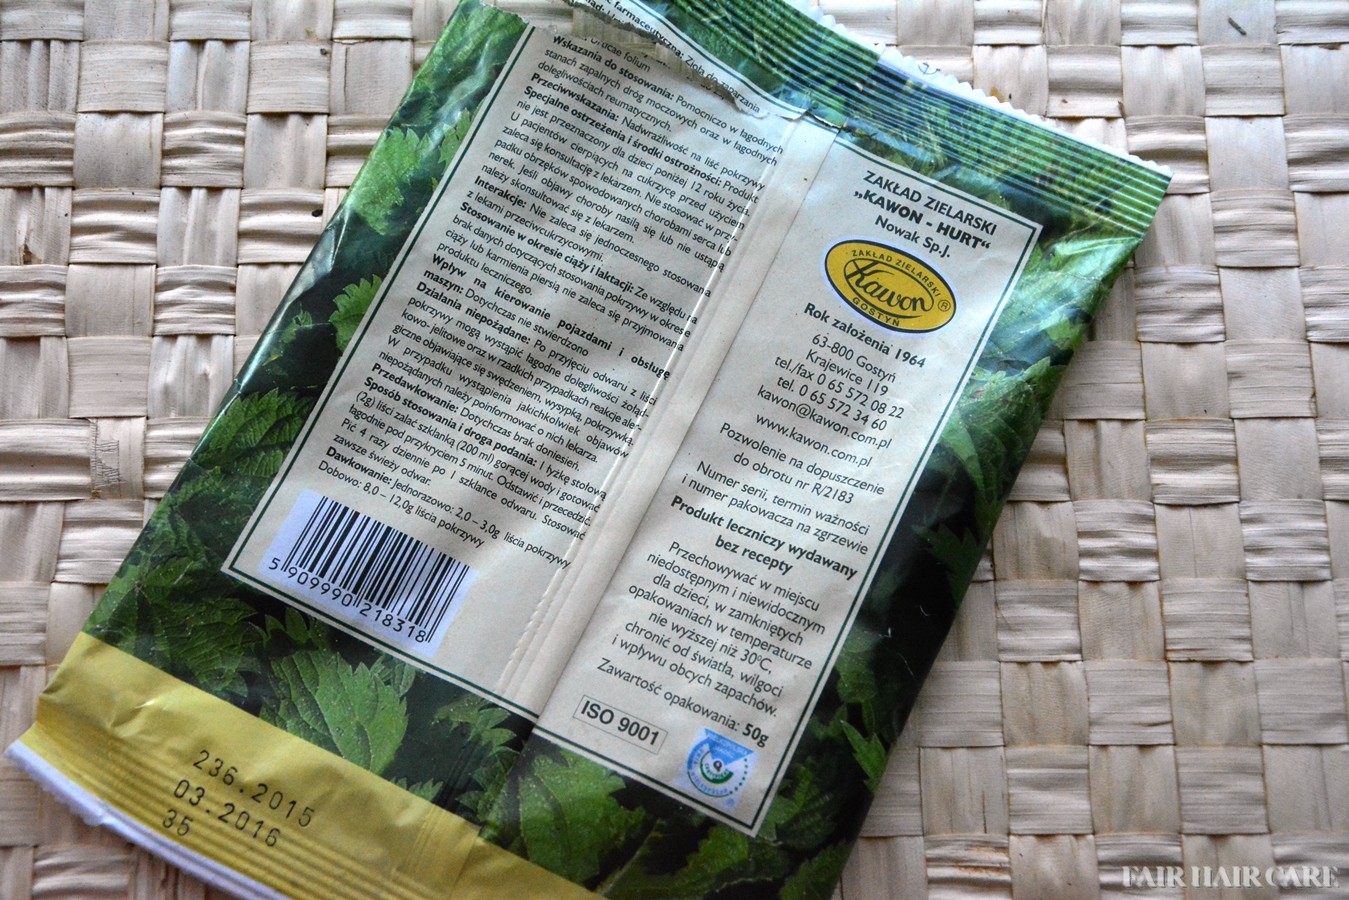 farmaceutyczna: Zioła do zaparzania
folium
Wskazania do stosowania: Pomocniczo w łagodnych
stanach zapalnych dróg moczowych oraz w łagodnych
dolegliwościach reumatycznych.
Przeciwwskazania: Nadwrażliwość na liść pokrzywy
Specjalne ostrzeżenia i środki ostrożności: Produkt
nie jest przeznaczony dla dzieci poniżej 12 roku życia.
U pacjentów cierpiących na cukrzycę przed użyciem
zaleca się konsultację z lekarzem. Nie stosować w przy-
padku obrzęków spowodowanych chorobami serca lub
nerek. Jeśli objawy choroby nasilą się lub nie ustąpią
należy skonsultować się z lekarzem.
Interakcje: Nie zaleca się jednoczesnego stosowania
z lekami przeciwcukrzycowymi.
Stosowanie w okresie ciąży i laktacji: Ze względu na
brak danych dotyczących stosowania pokrzywy w okresie
ciąży lub karmienia piersią nie zaleca się przyjmowania
produktu leczniczego.
Wpływ na kierowanie pojazdami i obsługę
maszyn: Dotychczas nie stwierdzono
Działania niepożądane: Po przyjęciu odwaru z liści
pokrzywy mogą wystąpić łagodne dolegliwości żołąd-
kowo-jelitowe oraz w rzadkich przypadkach reakcje aler-
giczne objawiające się swędzeniem, wysypką, pokrzywką.
W przypadku wystąpienia jakichkolwiek objawów
niepożądanych należy poinformować o nich lekarza.
Przedawkowanie: Dotychczas brak doniesień.
Sposób stosowania i droga podania: 1 łyżkę stołową
(2g) liści zalać szklanką (200 ml) gorącej wody i gotować
łagodnie pod przykryciem 5 minut. Odstawić i przecedzić.
Pić 4 razy dziennie po 1 szklance odwaru. Stosować
zawsze świeży odwar.
Dawkowanie: Jednorazowo: 2,0 – 3,0g liścia pokrzywy
Dobowo: 8,0 – 12,0g liścia pokrzywy
5 909990 218318
ZAKŁAD ZIELARSKI
„KAWON - HURT“
Nowak Sp.J.
ZAKŁAD ZIELARSKI
Kawon ®
GOSTYŃ
Rok założenia 1964
63-800 Gostyń
Krajewice 119
tel./fax 0 65 572 08 22
tel. 0 65 572 34 60
kawon@kawon.com.pl
www.kawon.com.pl
Pozwolenie na dopuszczenie
do obrotu nr R/2183
Numer serii, termin ważności
i numer pakowacza na zgrzewie
Produkt leczniczy wydawany
bez recepty
Przechowywać w miejscu
niedostępnym i niewidocznym
dla dzieci, w zamkniętych
opakowaniach w temperaturze
nie wyższej niż 30°C,
chronić od światła, wilgoci
i wpływu obcych zapachów.
Zawartość opakowania: 50g
ISO 9001
236.2015
03.2016
35
FAIR HAIR CARE